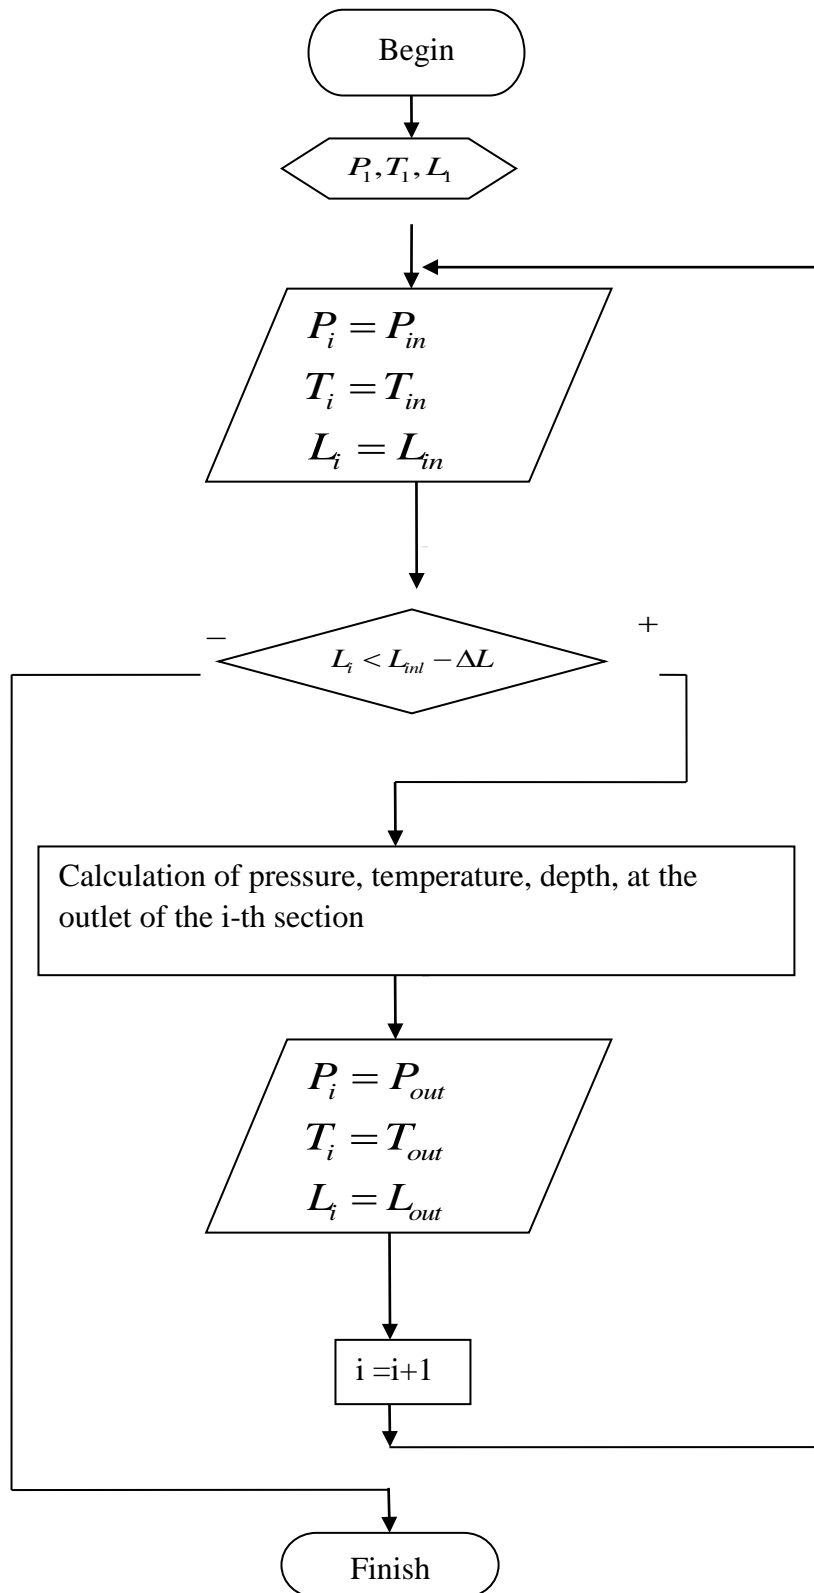 Begin
P₁, T₁, L₁
Pᵢ = Pᵢₙ
Tᵢ = Tᵢₙ
Lᵢ = Lᵢₙ
– +
Lᵢ < Lᵢₙₗ – ΔL
Calculation of pressure, temperature, depth, at the
outlet of the i-th section
Pᵢ = Pₒᵤₜ
Tᵢ = Tₒᵤₜ
Lᵢ = Lₒᵤₜ
i =i+1
Finish